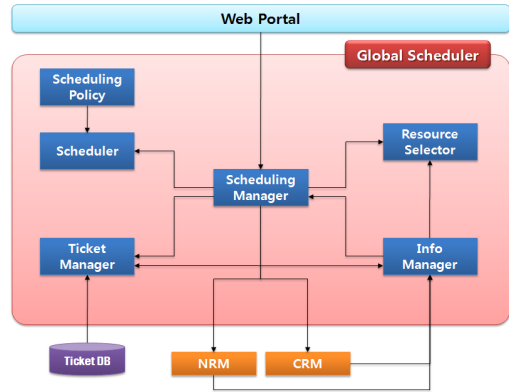 Web Portal
Global Scheduler
Scheduling
Policy
Scheduler
Resource
Selector
Scheduling
Manager
Ticket
Manager
Info
Manager
Ticket DB
NRM
CRM